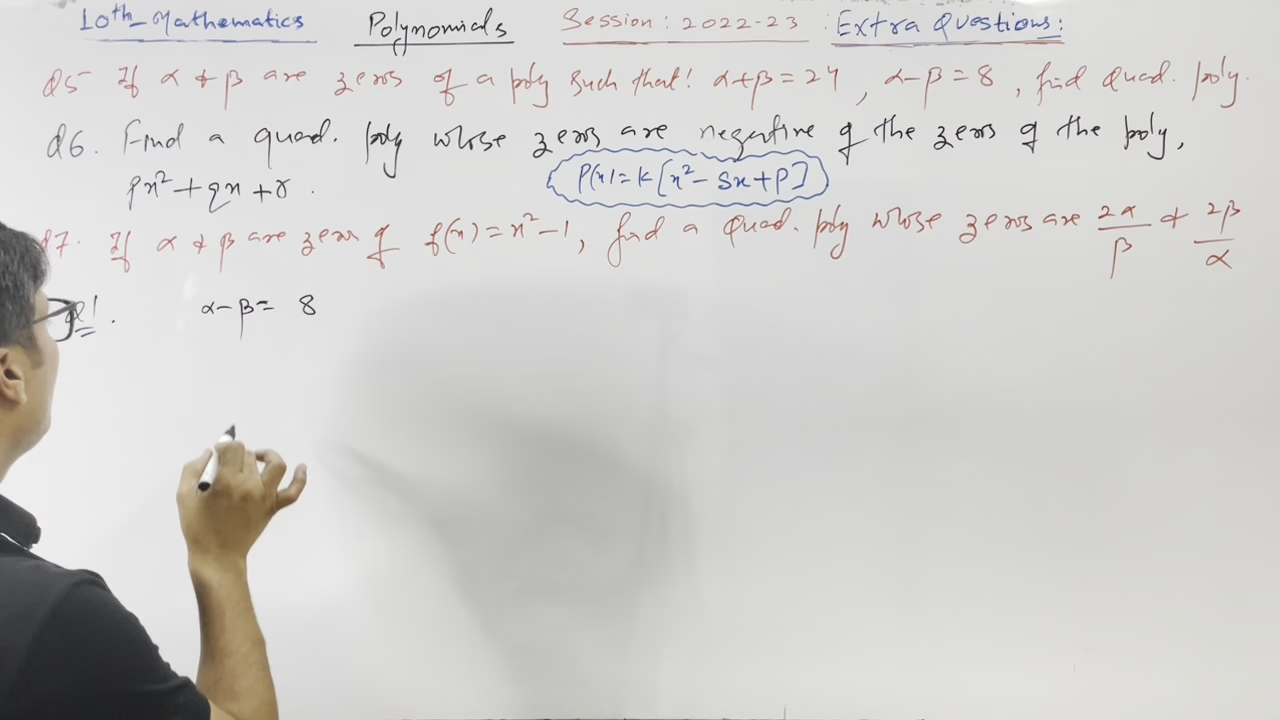 10th Mathematics Polynomials Session: 2022-23 Extra Questions:
Q5 If α & β are zeros of a poly such that: α+β=24, α-β=8, find Quad. poly.
Q6. Find a quad. poly whose zeros are negative of the zeros of the poly,
px²+qx+r.
P(x)=k[x²-Sx+P]
Q7. If α & β are zeros of f(x)=x²-1, find a Quad. poly whose zeros are 2α/β & 2β/α
α-β= 8